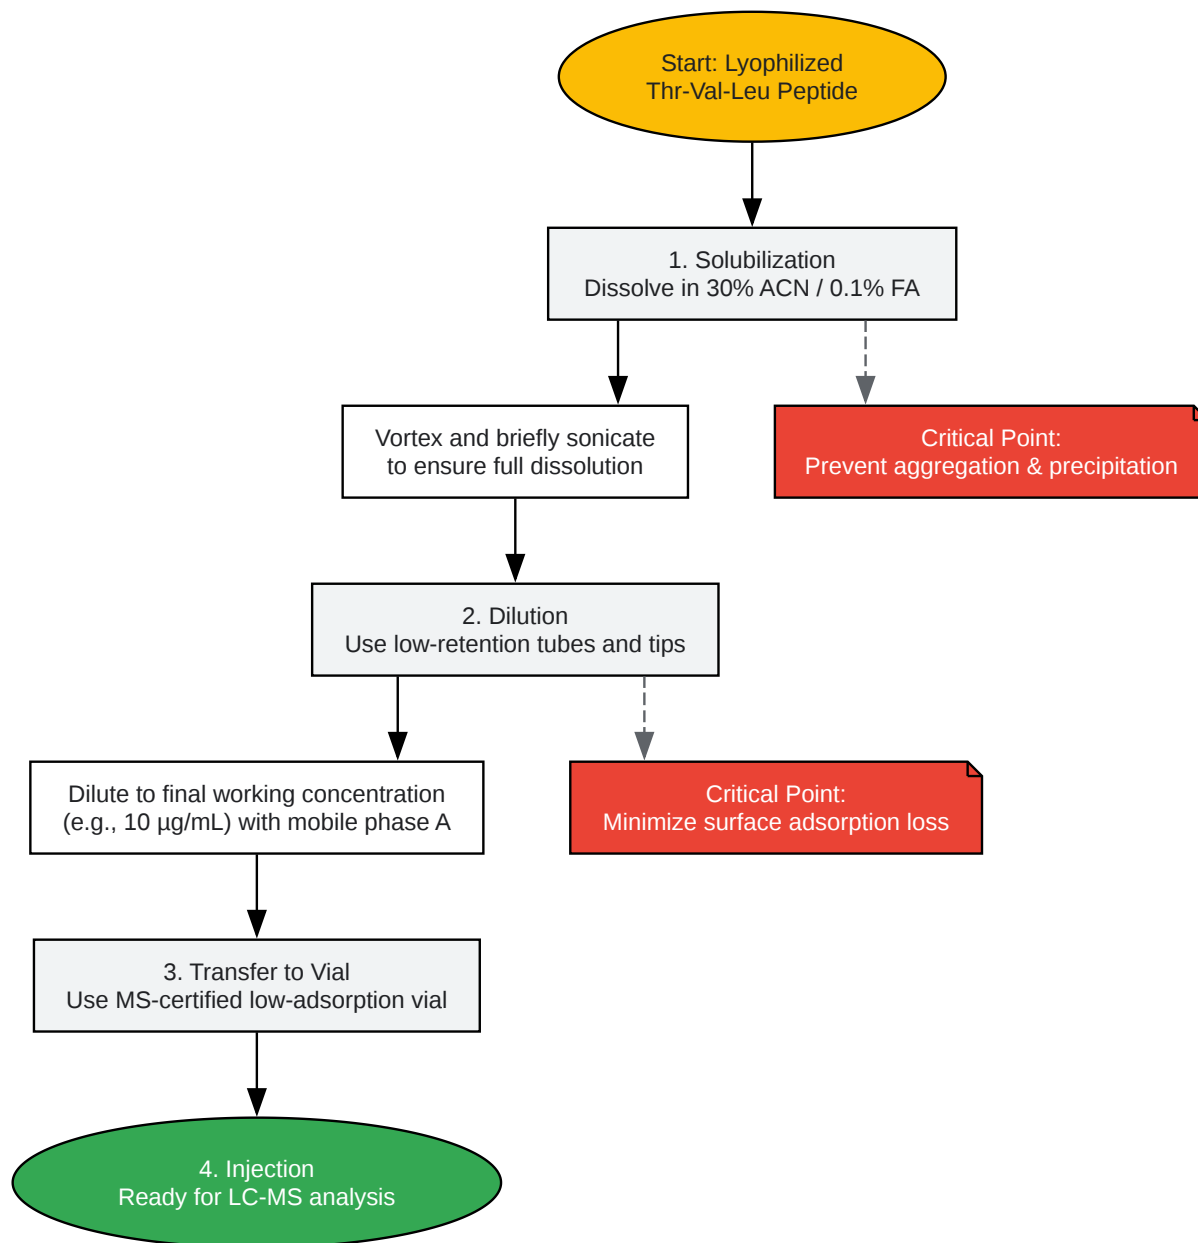 Start: Lyophilized
Thr-Val-Leu Peptide
1. Solubilization
Dissolve in 30% ACN / 0.1% FA
Vortex and briefly sonicate
to ensure full dissolution
Critical Point:
Prevent aggregation & precipitation
2. Dilution
Use low-retention tubes and tips
Dilute to final working concentration
(e.g., 10 µg/mL) with mobile phase A
Critical Point:
Minimize surface adsorption loss
3. Transfer to Vial
Use MS-certified low-adsorption vial
4. Injection
Ready for LC-MS analysis